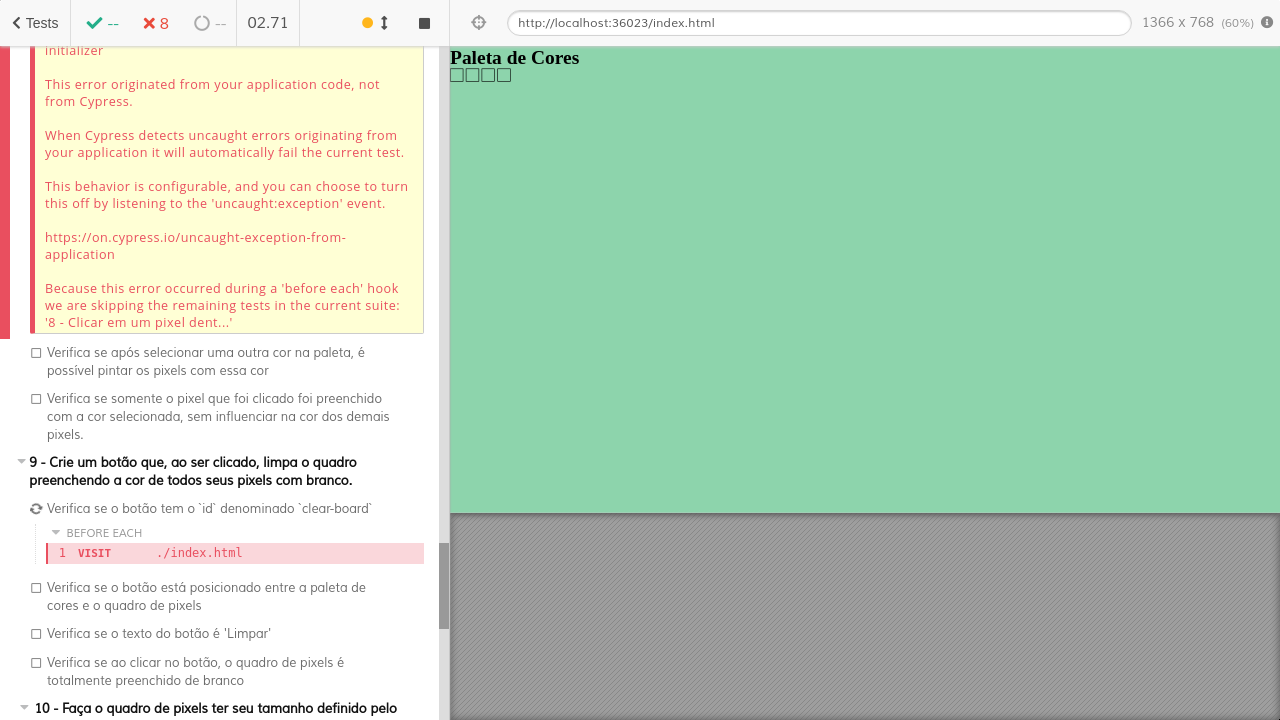 Tests
--
8
--
02.71
http://localhost:36023/index.html
1366 x 768 (60%)
initializer
This error originated from your application code, not
from Cypress.
When Cypress detects uncaught errors originating from
your application it will automatically fail the current test.
This behavior is configurable, and you can choose to turn
this off by listening to the 'uncaught:exception' event.
https://on.cypress.io/uncaught-exception-from-
application
Because this error occurred during a 'before each' hook
we are skipping the remaining tests in the current suite:
'8 - Clicar em um pixel dent...'
Verifica se após selecionar uma outra cor na paleta, é
possível pintar os pixels com essa cor
Verifica se somente o pixel que foi clicado foi preenchido
com a cor selecionada, sem influenciar na cor dos demais
pixels.
9 - Crie um botão que, ao ser clicado, limpa o quadro
preenchendo a cor de todos seus pixels com branco.
Verifica se o botão tem o `id` denominado `clear-board`
BEFORE EACH
1 VISIT ./index.html
Verifica se o botão está posicionado entre a paleta de
cores e o quadro de pixels
Verifica se o texto do botão é 'Limpar'
Verifica se ao clicar no botão, o quadro de pixels é
totalmente preenchido de branco
10 - Faça o quadro de pixels ter seu tamanho definido pelo
Paleta de Cores